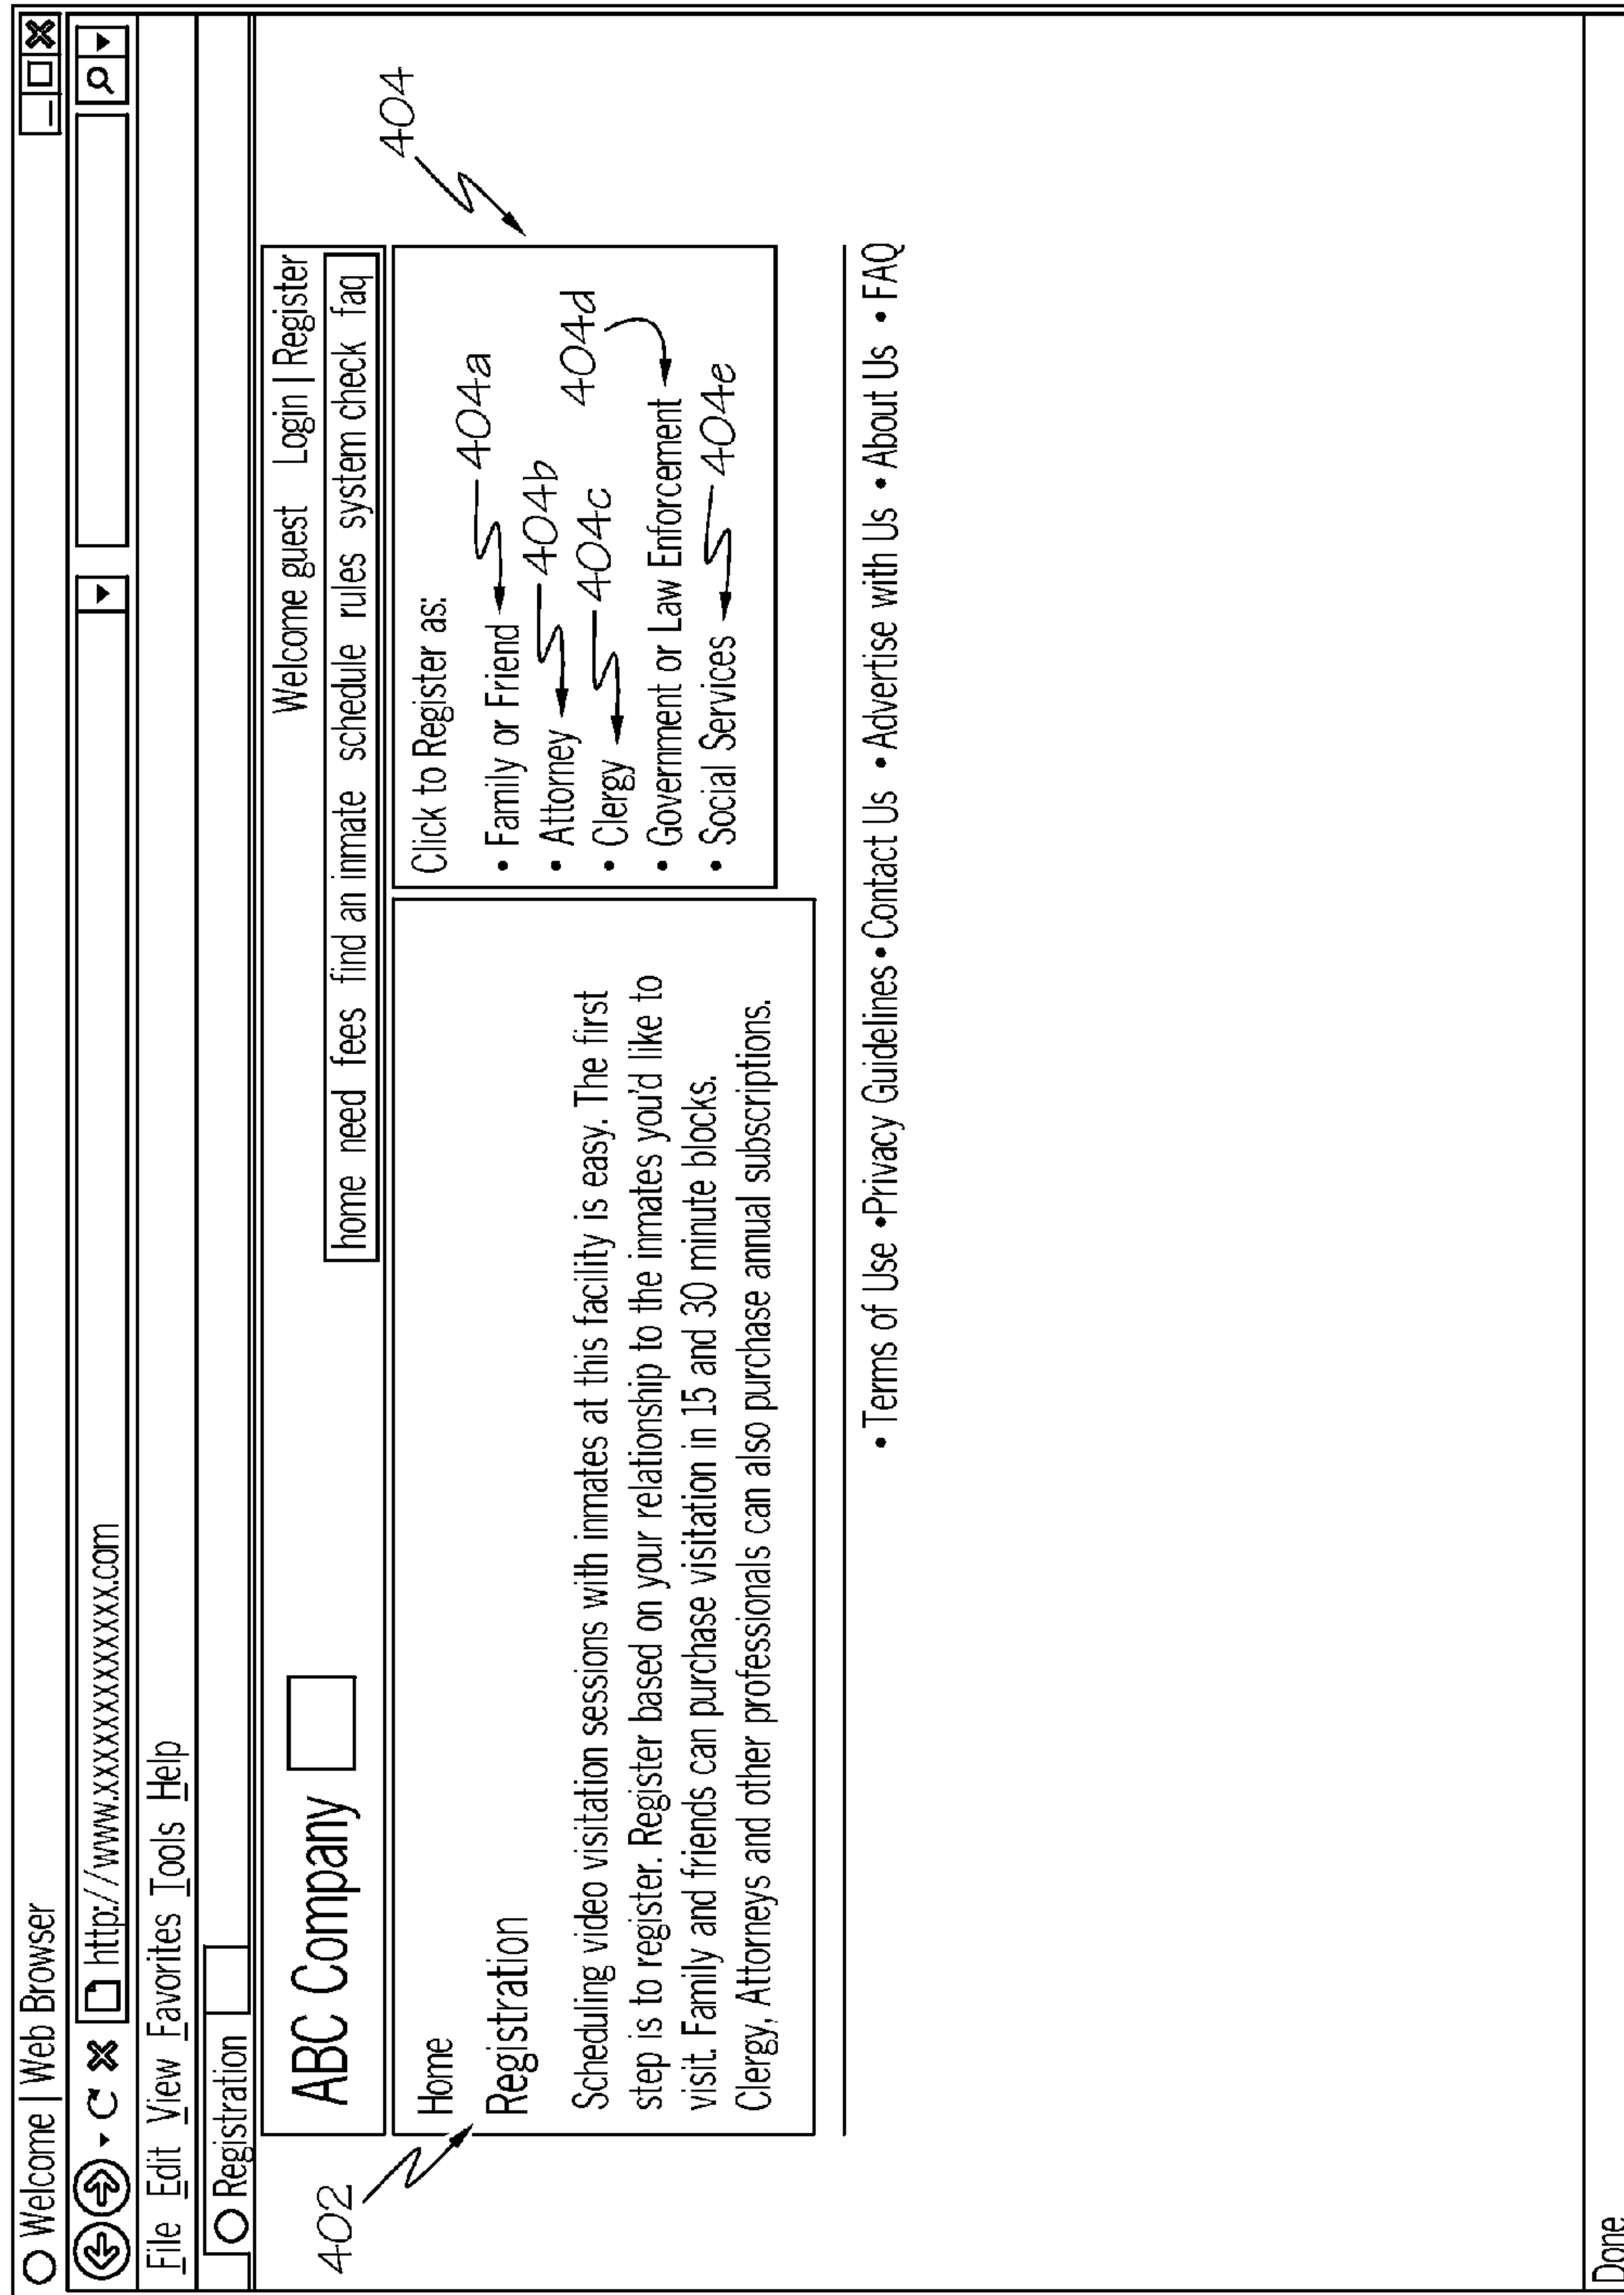 Welcome | Web Browser
http://www.xxxxxxxxxxxx.com
File Edit View Favorites Tools Help
Registration
ABC Company
Welcome guest Login | Register
home need fees find an inmate schedule rules system check faq
402
Home
Registration
Scheduling video visitation sessions with inmates at this facility is easy. The first
step is to register. Register based on your relationship to the inmates you'd like to
visit. Family and friends can purchase visitation in 15 and 30 minute blocks.
Clergy, Attorneys and other professionals can also purchase annual subscriptions.
404
Click to Register as:
• Family or Friend 404a
• Attorney 404b
• Clergy 404c
• Government or Law Enforcement 404d
• Social Services 404e
• Terms of Use •Privacy Guidelines • Contact Us • Advertise with Us • About Us • FAQ
Done